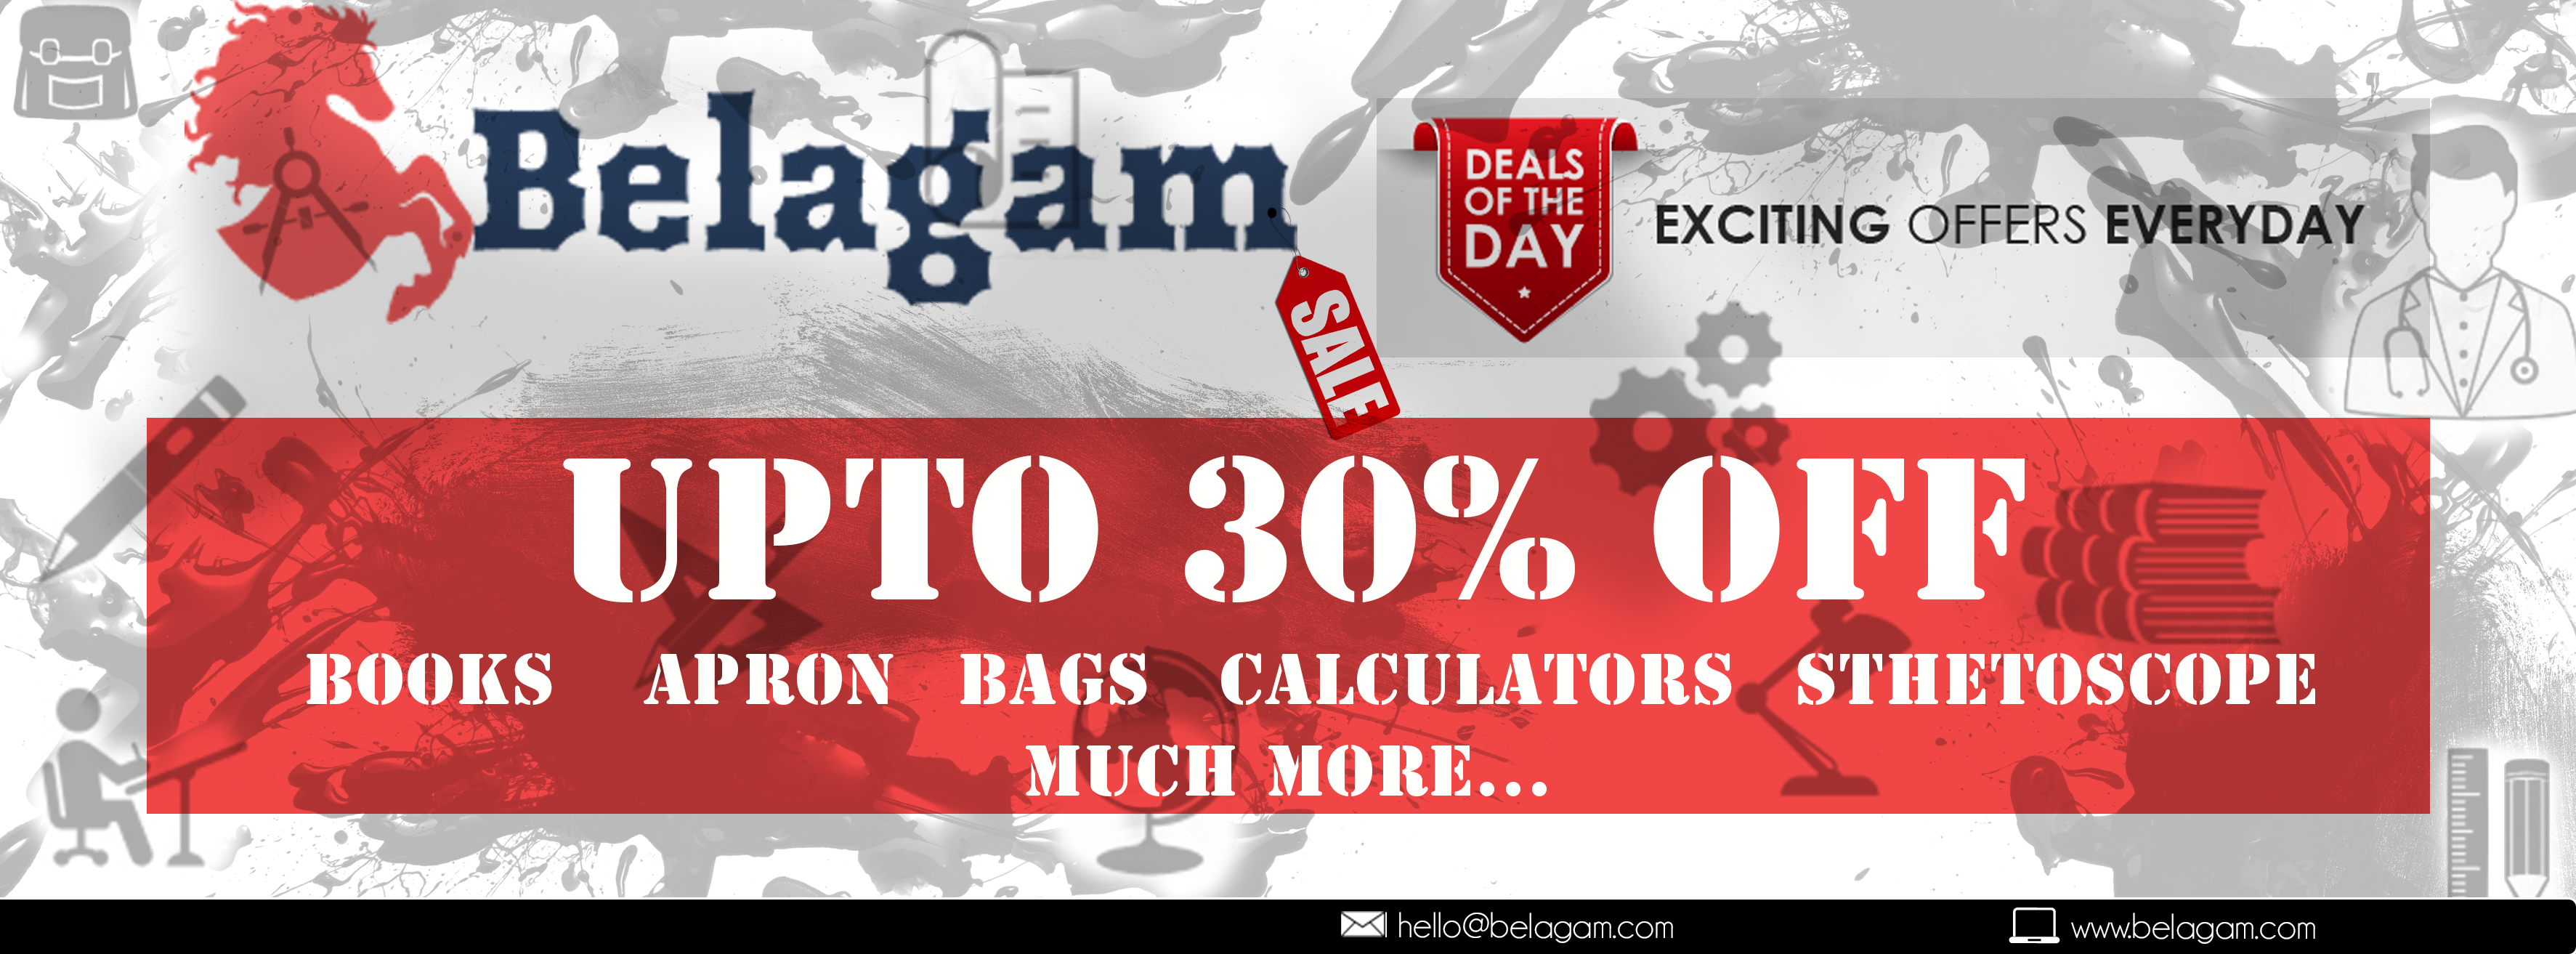 Belagam
SALE
DEALS
OF THE
DAY
EXCITING OFFERS EVERYDAY
UPTO 30% OFF
BOOKS APRON BAGS CALCULATORS STHETOSCOPE
MUCH MORE...
hello@belagam.com www.belagam.com